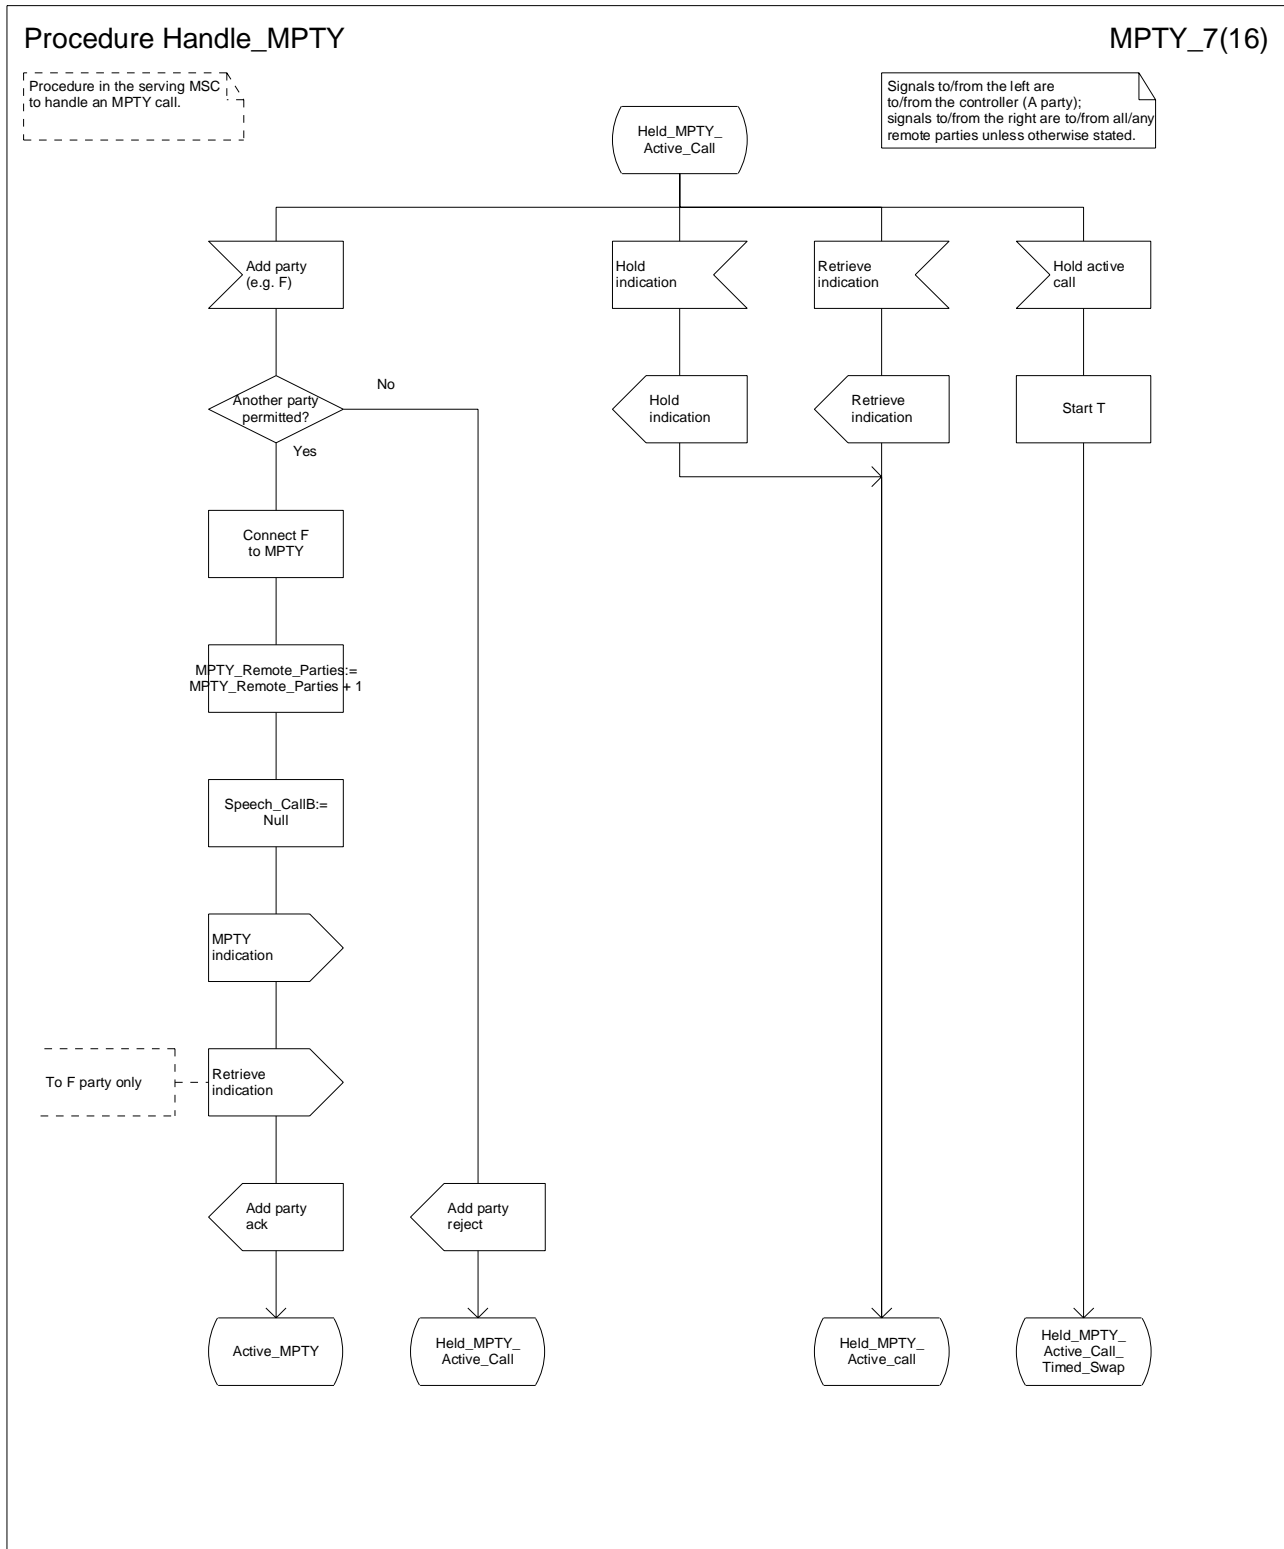 Procedure Handle_MPTY
MPTY_7(16)
Procedure in the serving MSC
to handle an MPTY call.
Signals to/from the left are
to/from the controller (A party);
signals to/from the right are to/from all/any
remote parties unless otherwise stated.
Held_MPTY_
Active_Call
Add party
(e.g. F)
Hold
indication
Retrieve
indication
Hold active
call
Another party
permitted?
No
Yes
Hold
indication
Retrieve
indication
Start T
Connect F
to MPTY
MPTY_Remote_Parties:=
MPTY_Remote_Parties + 1
Speech_CallB:=
Null
MPTY
indication
To F party only
Retrieve
indication
Add party
ack
Add party
reject
Active_MPTY
Held_MPTY_
Active_Call
Held_MPTY_
Active_call
Held_MPTY_
Active_Call_
Timed_Swap